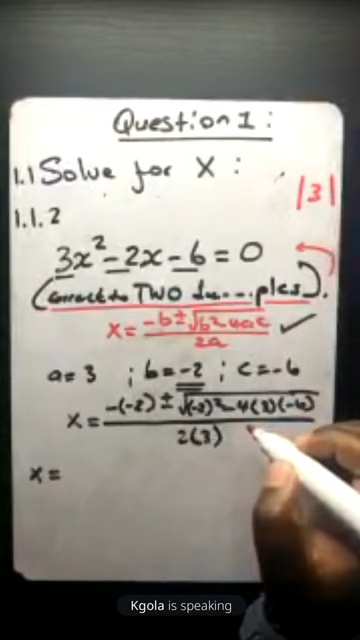 Question 1:
1.1 Solve for X:
|3|
1.1.2
3x² - 2x - 6 = 0
(correct to TWO
x = -b ± √b² - 4ac / 2a ✓
a = 3 ; b = -2 ; c = -6
x = -(-2) ± √(-2)² - 4(3)(-6) / 2(3)
x =
Kgola is speaking